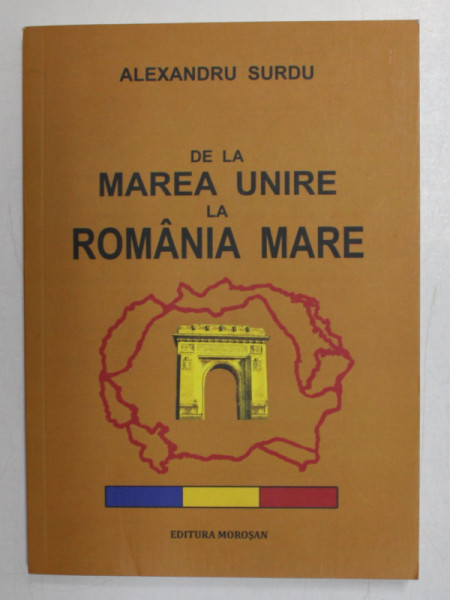 ALEXANDRU SURDU
DE LA
MAREA UNIRE
LA
ROMÂNIA MARE
EDITURA MOROȘAN